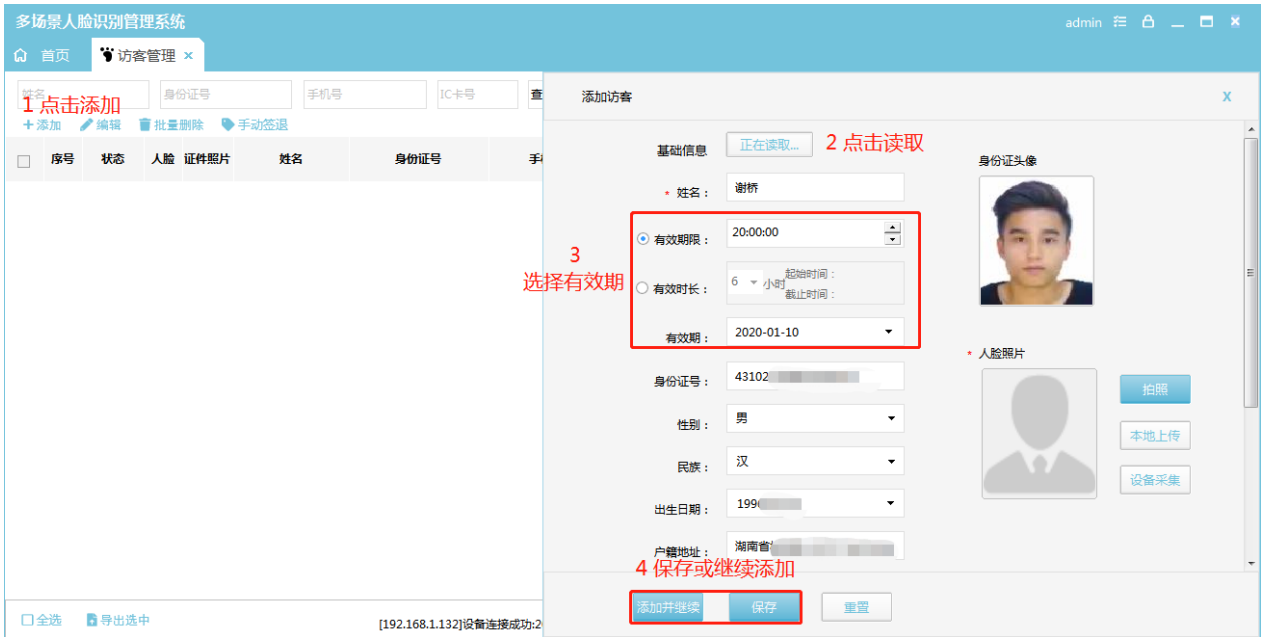 多场景人脸识别管理系统
admin
首页
访客管理 ×
姓名
身份证号
手机号
IC卡号
查
1 点击添加
+添加
编辑
批量删除
手动签退
序号
状态
人脸
证件照片
姓名
身份证号
手
添加访客
X
基础信息
正在读取...
2 点击读取
* 姓名：
谢桥
3
选择有效期
有效期限：
20:00:00
有效时长：
6
小时
起始时间：
截止时间：
有效期：
2020-01-10
身份证号：
43102
性别：
男
民族：
汉
出生日期：
199
户籍地址：
湖南省
身份证头像
* 人脸照片
拍照
本地上传
设备采集
4 保存或继续添加
添加并继续
保存
重置
全选
导出选中
[192.168.1.132]设备连接成功:2